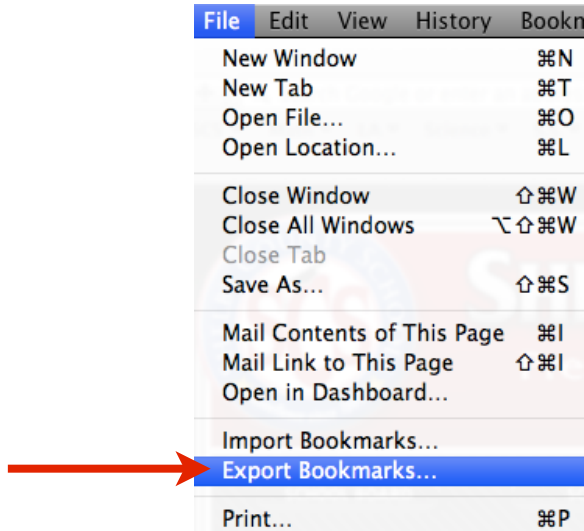 File Edit View History Bookm
New Window ⌘N
New Tab ⌘T
Open File... ⌘O
Open Location... ⌘L
Close Window ⇧⌘W
Close All Windows ⌥⇧⌘W
Close Tab
Save As... ⇧⌘S
Mail Contents of This Page ⌘I
Mail Link to This Page ⇧⌘I
Open in Dashboard...
Import Bookmarks...
Export Bookmarks...
Print... ⌘P